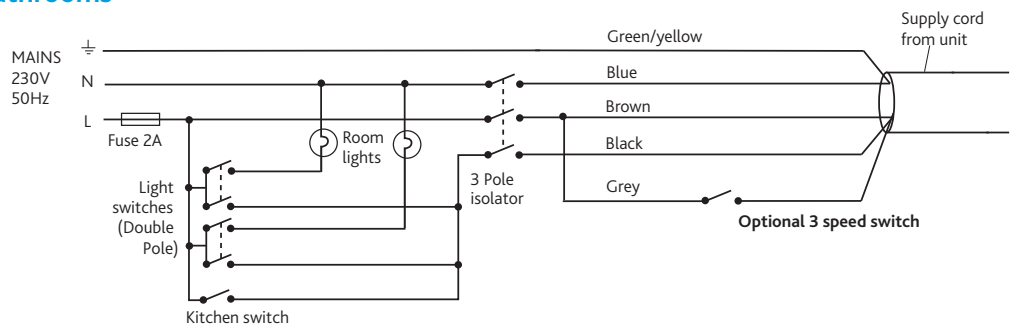 Supply cord
from unit
Green/yellow
MAINS
230V
50Hz
N
Blue
L
Brown
Fuse 2A
Room
lights
Black
3 Pole
isolator
Light
switches
(Double
Pole)
Grey
Optional 3 speed switch
Kitchen switch